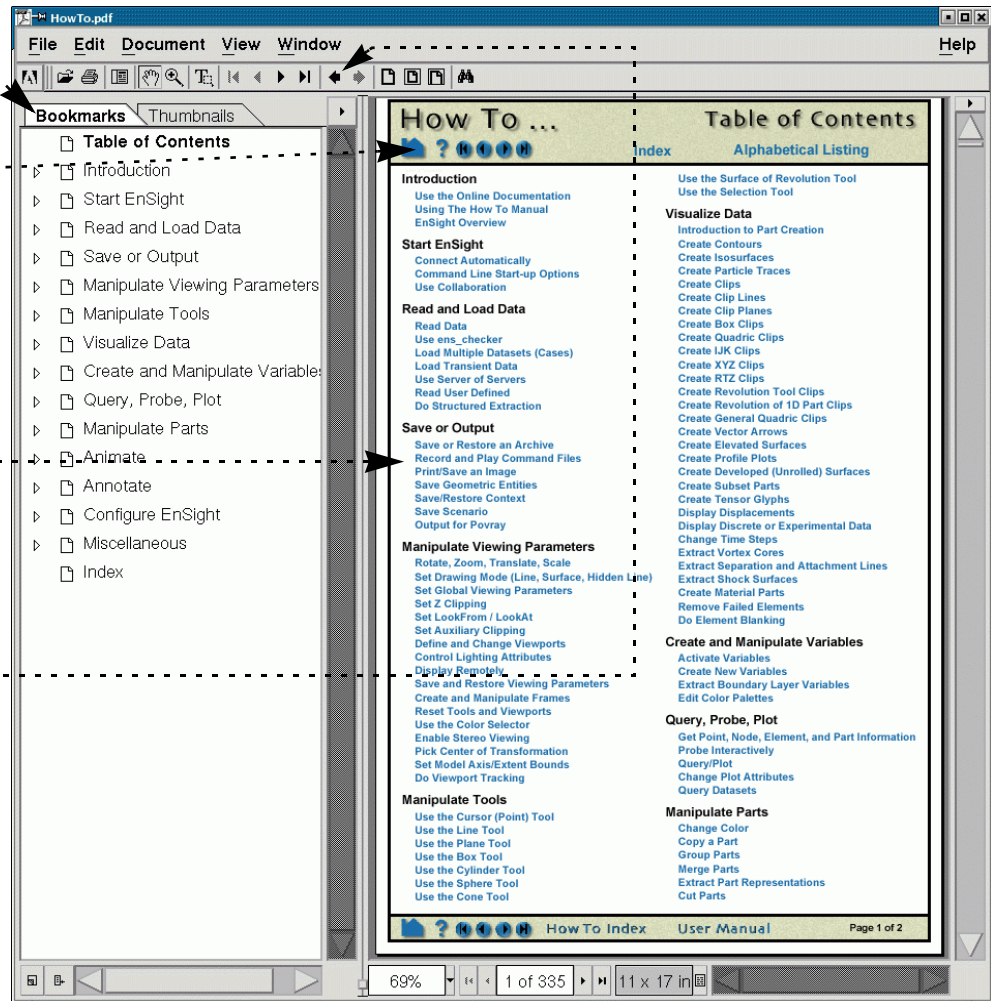 HowTo.pdf
File Edit Document View Window Help
Bookmarks Thumbnails
Table of Contents
Introduction
Start EnSight
Read and Load Data
Save or Output
Manipulate Viewing Parameters
Manipulate Tools
Visualize Data
Create and Manipulate Variable
Query, Probe, Plot
Manipulate Parts
Animate
Annotate
Configure EnSight
Miscellaneous
Index
How To ... Table of Contents
? Index Alphabetical Listing
Introduction
Use the Online Documentation
Using The How To Manual
EnSight Overview
Start EnSight
Connect Automatically
Command Line Start-up Options
Use Collaboration
Read and Load Data
Read Data
Use ens_checker
Load Multiple Datasets (Cases)
Load Transient Data
Use Server of Servers
Read User Defined
Do Structured Extraction
Save or Output
Save or Restore an Archive
Record and Play Command Files
Print/Save an Image
Save Geometric Entities
Save/Restore Context
Save Scenario
Output for Povray
Manipulate Viewing Parameters
Rotate, Zoom, Translate, Scale
Set Drawing Mode (Line, Surface, Hidden Line)
Set Global Viewing Parameters
Set Z Clipping
Set LookFrom / LookAt
Set Auxiliary Clipping
Define and Change Viewports
Control Lighting Attributes
Display Remotely
Save and Restore Viewing Parameters
Create and Manipulate Frames
Reset Tools and Viewports
Use the Color Selector
Enable Stereo Viewing
Pick Center of Transformation
Set Model Axis/Extent Bounds
Do Viewport Tracking
Manipulate Tools
Use the Cursor (Point) Tool
Use the Line Tool
Use the Plane Tool
Use the Box Tool
Use the Cylinder Tool
Use the Sphere Tool
Use the Cone Tool
Use the Surface of Revolution Tool
Use the Selection Tool
Visualize Data
Introduction to Part Creation
Create Contours
Create Isosurfaces
Create Particle Traces
Create Clips
Create Clip Lines
Create Clip Planes
Create Box Clips
Create Quadric Clips
Create IJK Clips
Create XYZ Clips
Create RTZ Clips
Create Revolution Tool Clips
Create Revolution of 1D Part Clips
Create General Quadric Clips
Create Vector Arrows
Create Elevated Surfaces
Create Profile Plots
Create Developed (Unrolled) Surfaces
Create Subset Parts
Create Tensor Glyphs
Display Displacements
Display Discrete or Experimental Data
Change Time Steps
Extract Vortex Cores
Extract Separation and Attachment Lines
Extract Shock Surfaces
Create Material Parts
Remove Failed Elements
Do Element Blanking
Create and Manipulate Variables
Activate Variables
Create New Variables
Extract Boundary Layer Variables
Edit Color Palettes
Query, Probe, Plot
Get Point, Node, Element, and Part Information
Probe Interactively
Query/Plot
Change Plot Attributes
Query Datasets
Manipulate Parts
Change Color
Copy a Part
Group Parts
Merge Parts
Extract Part Representations
Cut Parts
? How To Index User Manual Page 1 of 2
69% 1 of 335 11 x 17 in